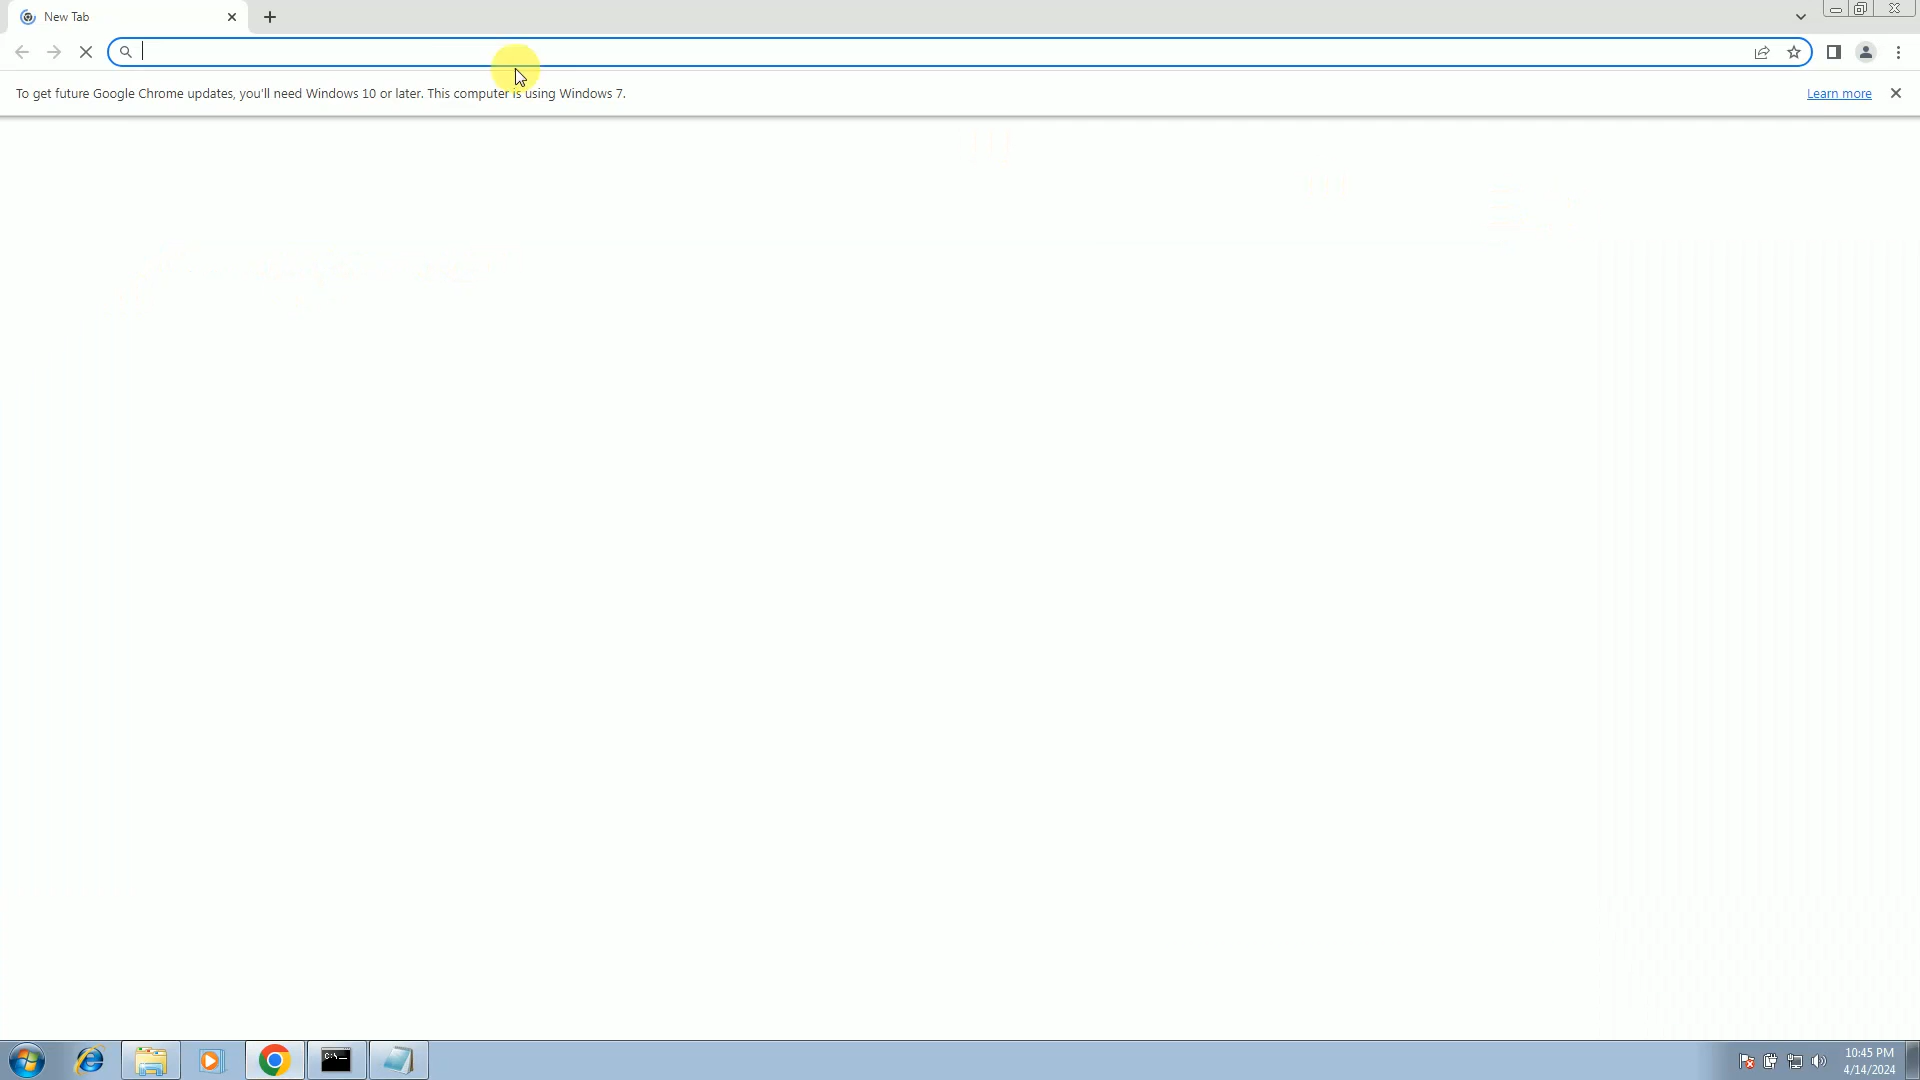 New Tab
To get future Google Chrome updates, you'll need Windows 10 or later. This computer is using Windows 7.
Learn more
C:\._
10:45 PM
4/14/2024